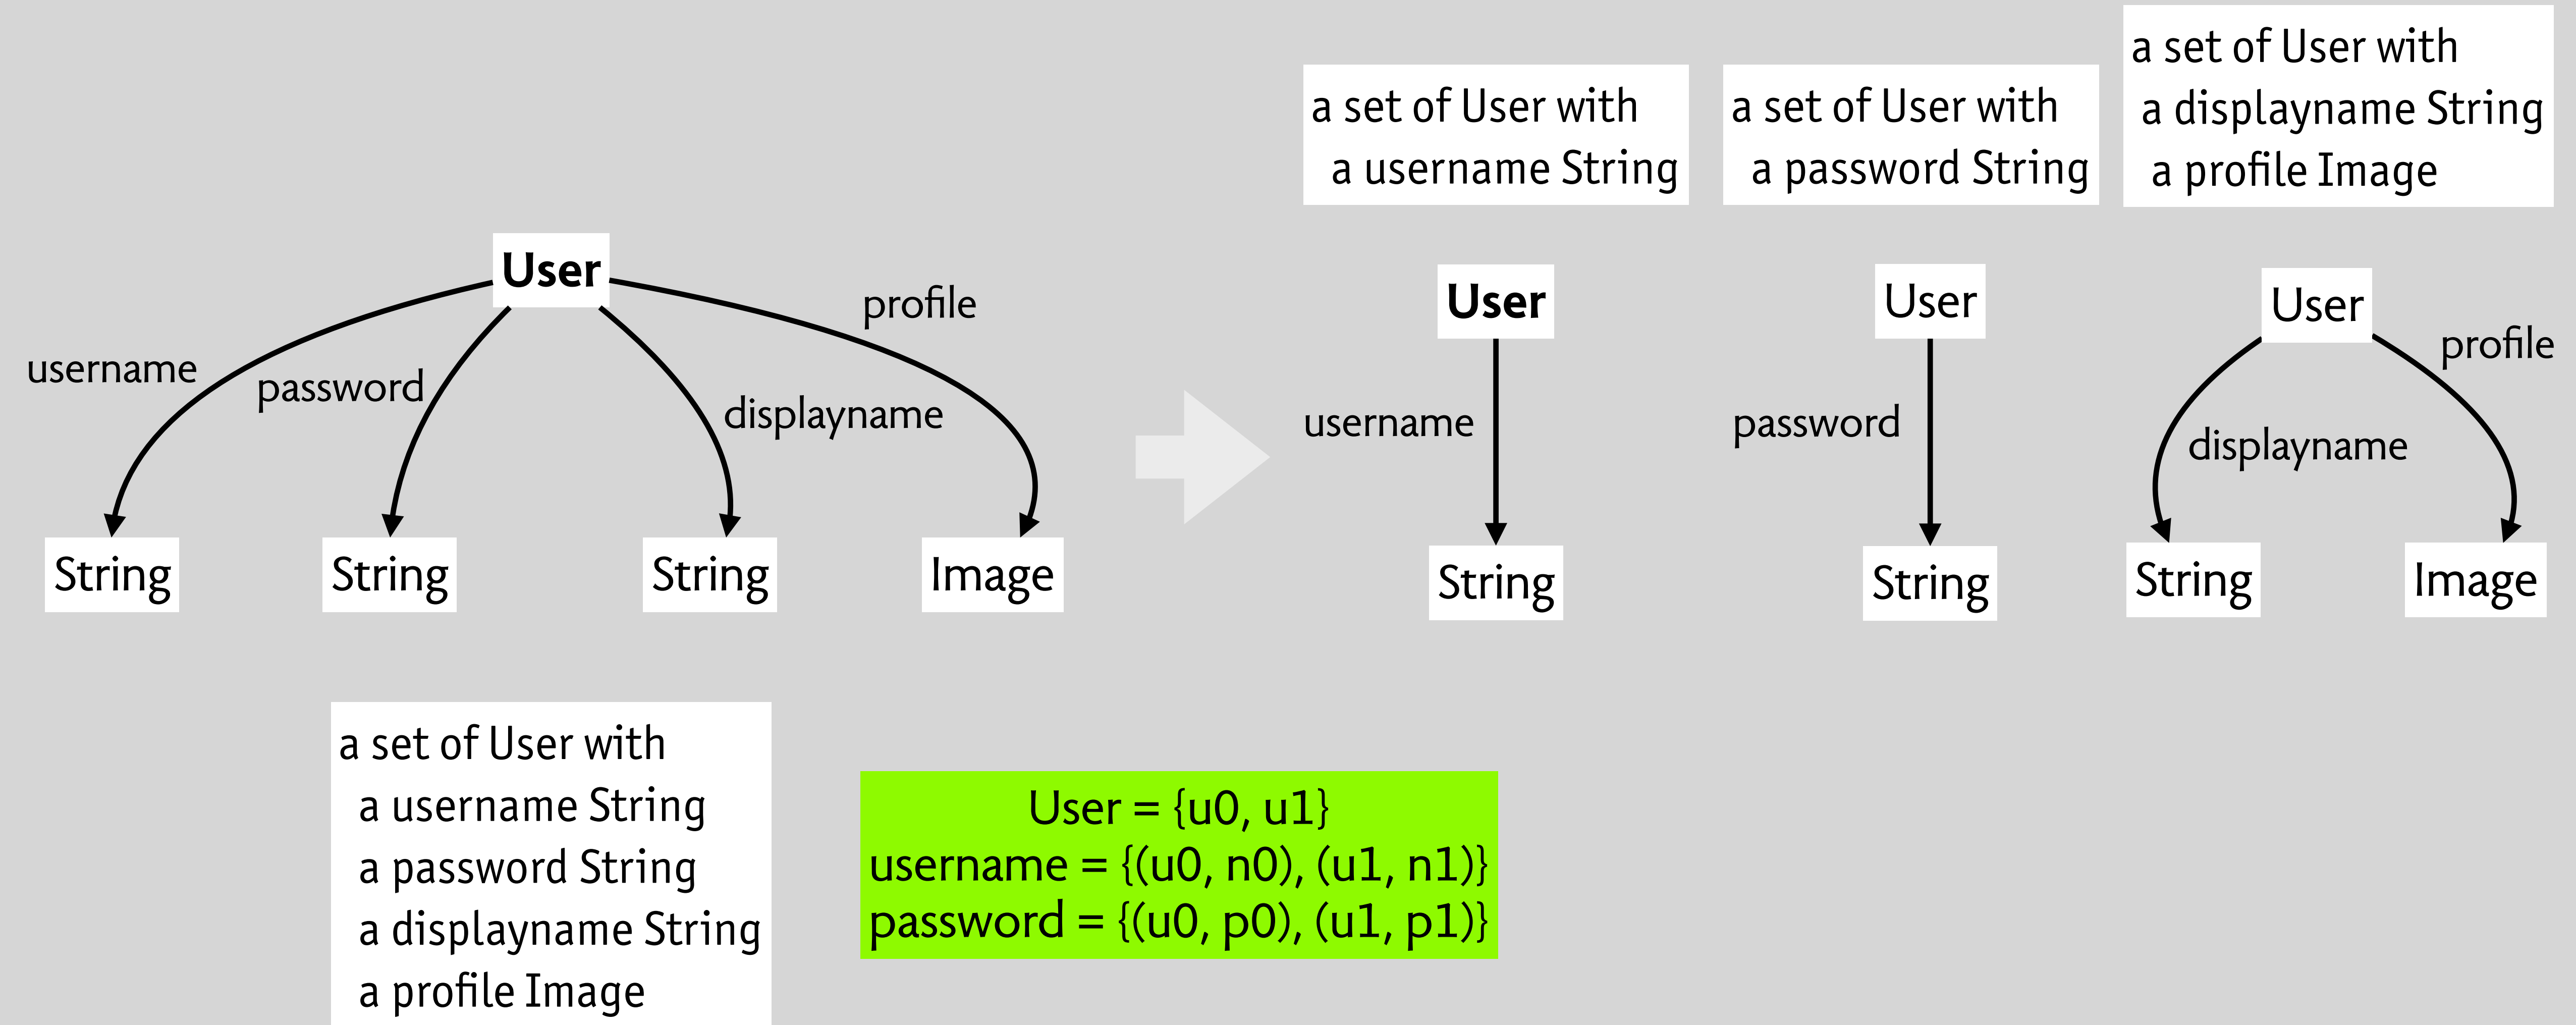 User
username
password
displayname
profile
String
String
String
Image
a set of User with
a username String
a password String
a displayname String
a profile Image
User = {u0, u1}
username = {(u0, n0), (u1, n1)}
password = {(u0, p0), (u1, p1)}
a set of User with
a username String
User
username
String
a set of User with
a password String
User
password
String
a set of User with
a displayname String
a profile Image
User
displayname
profile
String
Image